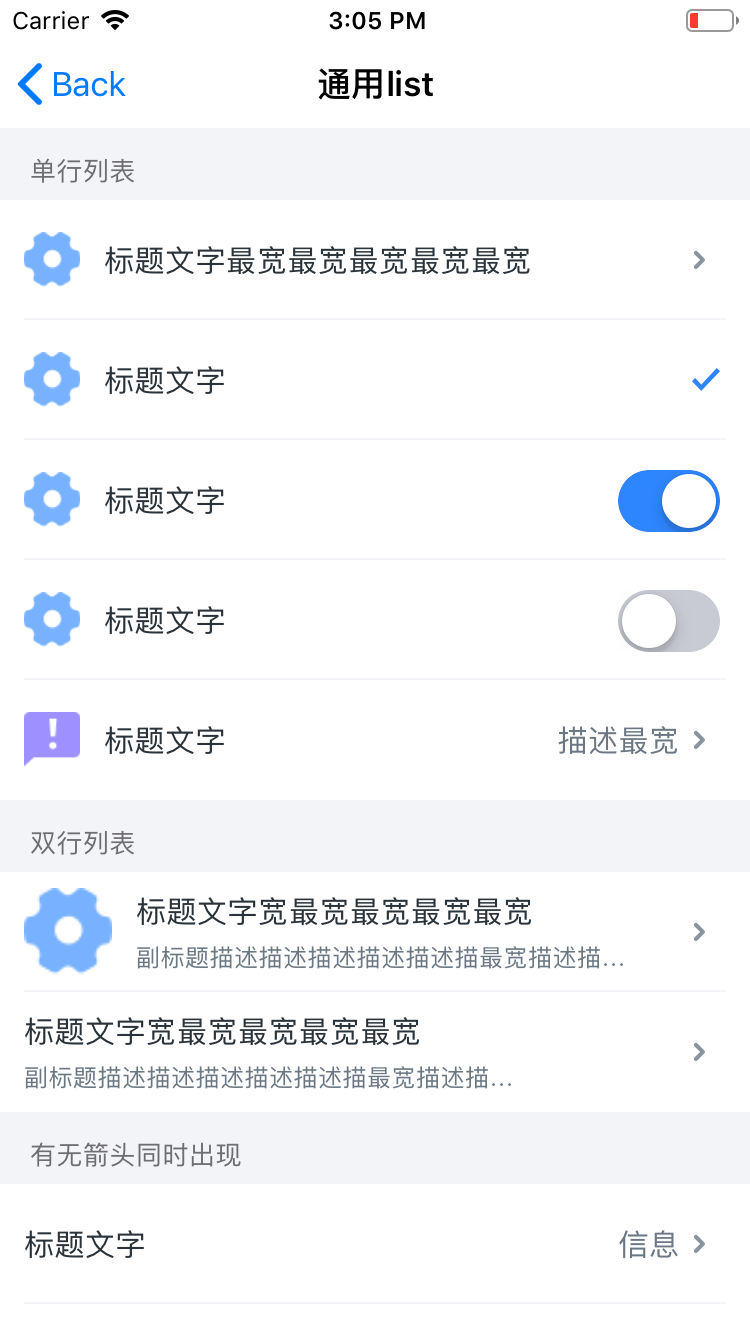 Carrier 3:05 PM
Back 通用list
单行列表
标题文字最宽最宽最宽最宽最宽
标题文字
标题文字
标题文字
标题文字 描述最宽
双行列表
标题文字宽最宽最宽最宽最宽
副标题描述描述描述描述描述描最宽描述描...
标题文字宽最宽最宽最宽最宽
副标题描述描述描述描述描述描最宽描述描...
有无箭头同时出现
标题文字 信息